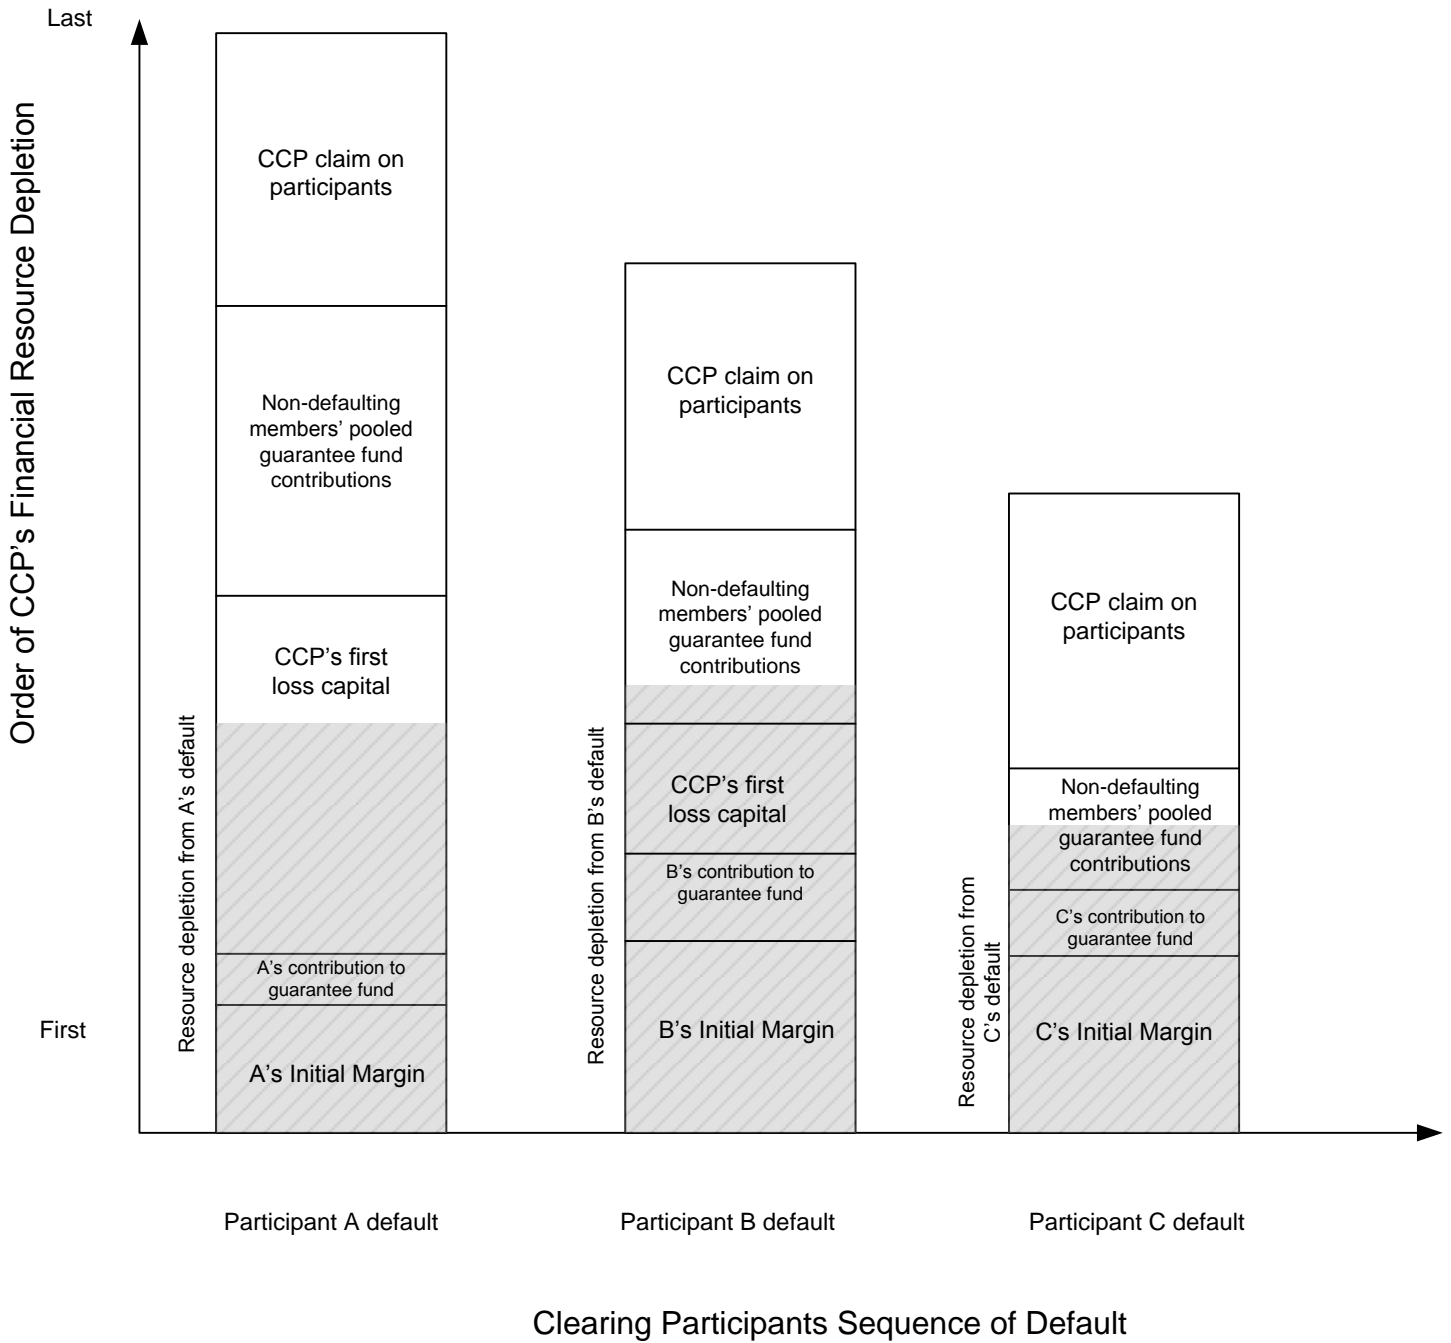 Last
Order of CCP's Financial Resource Depletion
First
Resource depletion from A's default
CCP claim on
participants
Non-defaulting
members' pooled
guarantee fund
contributions
CCP's first
loss capital
A's contribution to
guarantee fund
A's Initial Margin
Resource depletion from B's default
CCP claim on
participants
Non-defaulting
members' pooled
guarantee fund
contributions
CCP's first
loss capital
B's contribution to
guarantee fund
B's Initial Margin
Resource depletion from
C's default
CCP claim on
participants
Non-defaulting
members' pooled
guarantee fund
contributions
C's contribution to
guarantee fund
C's Initial Margin
Participant A default
Participant B default
Participant C default
Clearing Participants Sequence of Default